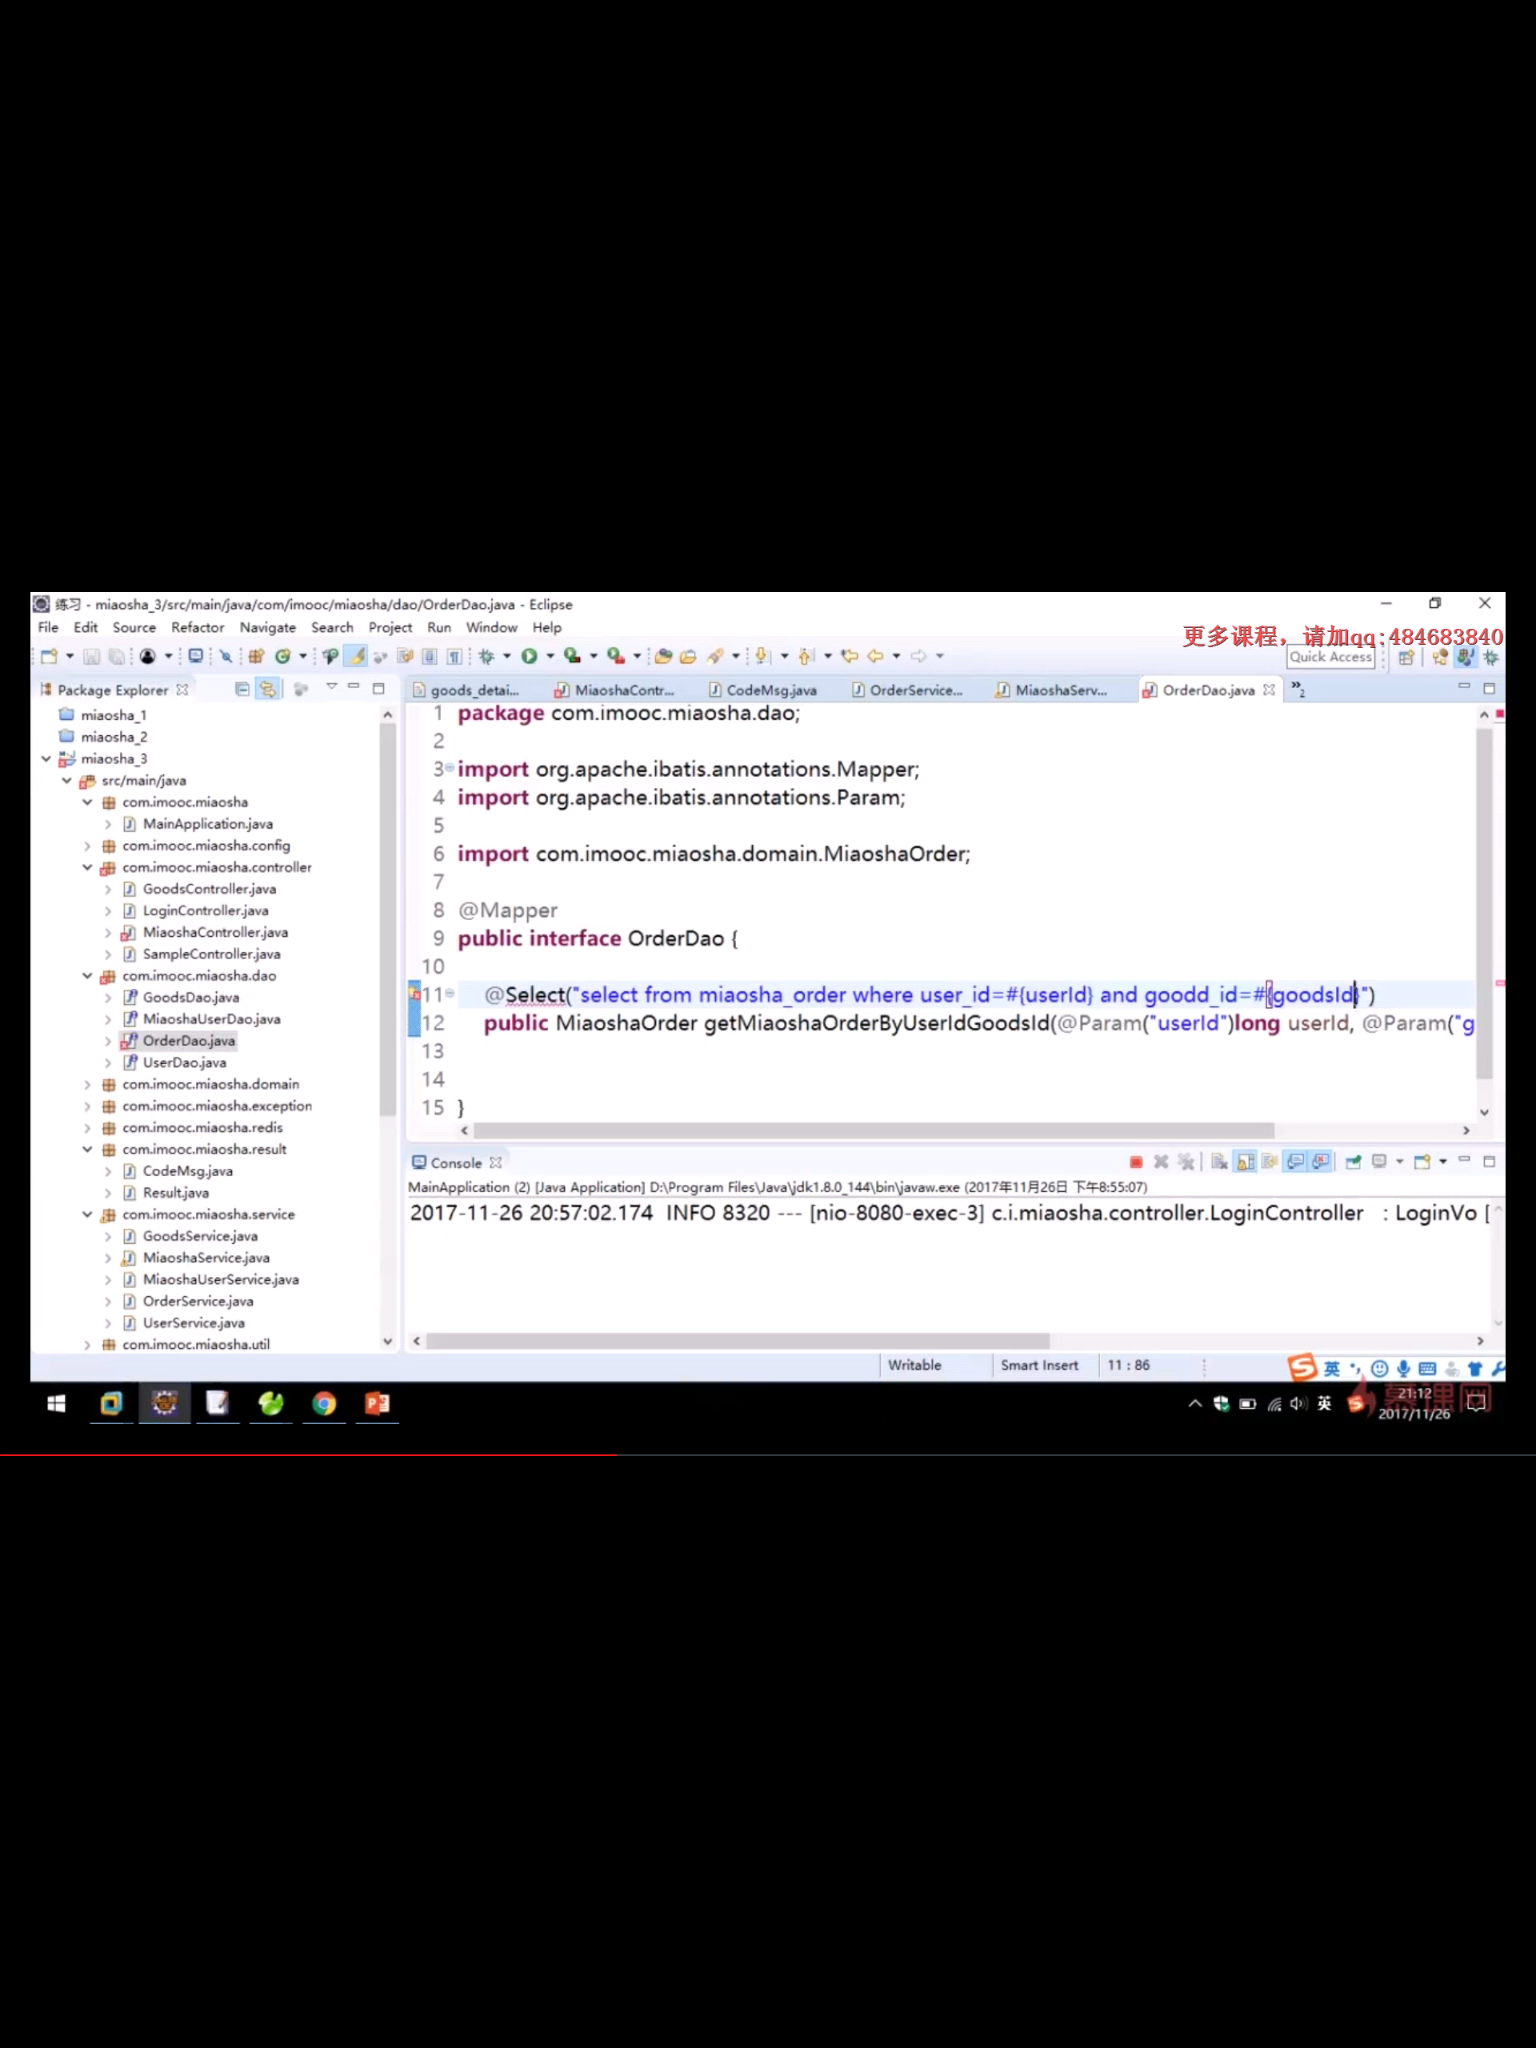 练习 - miaosha_3/src/main/java/com/imooc/miaosha/dao/OrderDao.java - Eclipse
File Edit Source Refactor Navigate Search Project Run Window Help
更多课程，请加qq:484683840
Quick Access
Package Explorer
miaosha_1
miaosha_2
miaosha_3
src/main/java
com.imooc.miaosha
MainApplication.java
com.imooc.miaosha.config
com.imooc.miaosha.controller
GoodsController.java
LoginController.java
MiaoshaController.java
SampleController.java
com.imooc.miaosha.dao
GoodsDao.java
MiaoshaUserDao.java
OrderDao.java
UserDao.java
com.imooc.miaosha.domain
com.imooc.miaosha.exception
com.imooc.miaosha.redis
com.imooc.miaosha.result
CodeMsg.java
Result.java
com.imooc.miaosha.service
GoodsService.java
MiaoshaService.java
MiaoshaUserService.java
OrderService.java
UserService.java
com.imooc.miaosha.util
goods_detai... MiaoshaContr... CodeMsg.java OrderService... MiaoshaServ... OrderDao.java »2
1 package com.imooc.miaosha.dao;
2
3 import org.apache.ibatis.annotations.Mapper;
4 import org.apache.ibatis.annotations.Param;
5
6 import com.imooc.miaosha.domain.MiaoshaOrder;
7
8 @Mapper
9 public interface OrderDao {
10
11 @Select("select from miaosha_order where user_id=#{userId} and goodd_id=#{goodsId}")
12 public MiaoshaOrder getMiaoshaOrderByUserIdGoodsId(@Param("userId")long userId, @Param("g
13
14
15 }
Console
MainApplication (2) [Java Application] D:\Program Files\Java\jdk1.8.0_144\bin\javaw.exe (2017年11月26日 下午8:55:07)
2017-11-26 20:57:02.174 INFO 8320 --- [nio-8080-exec-3] c.i.miaosha.controller.LoginController : LoginVo [
Writable Smart Insert 11 : 86
英
英
慕课网
21:12
2017/11/26